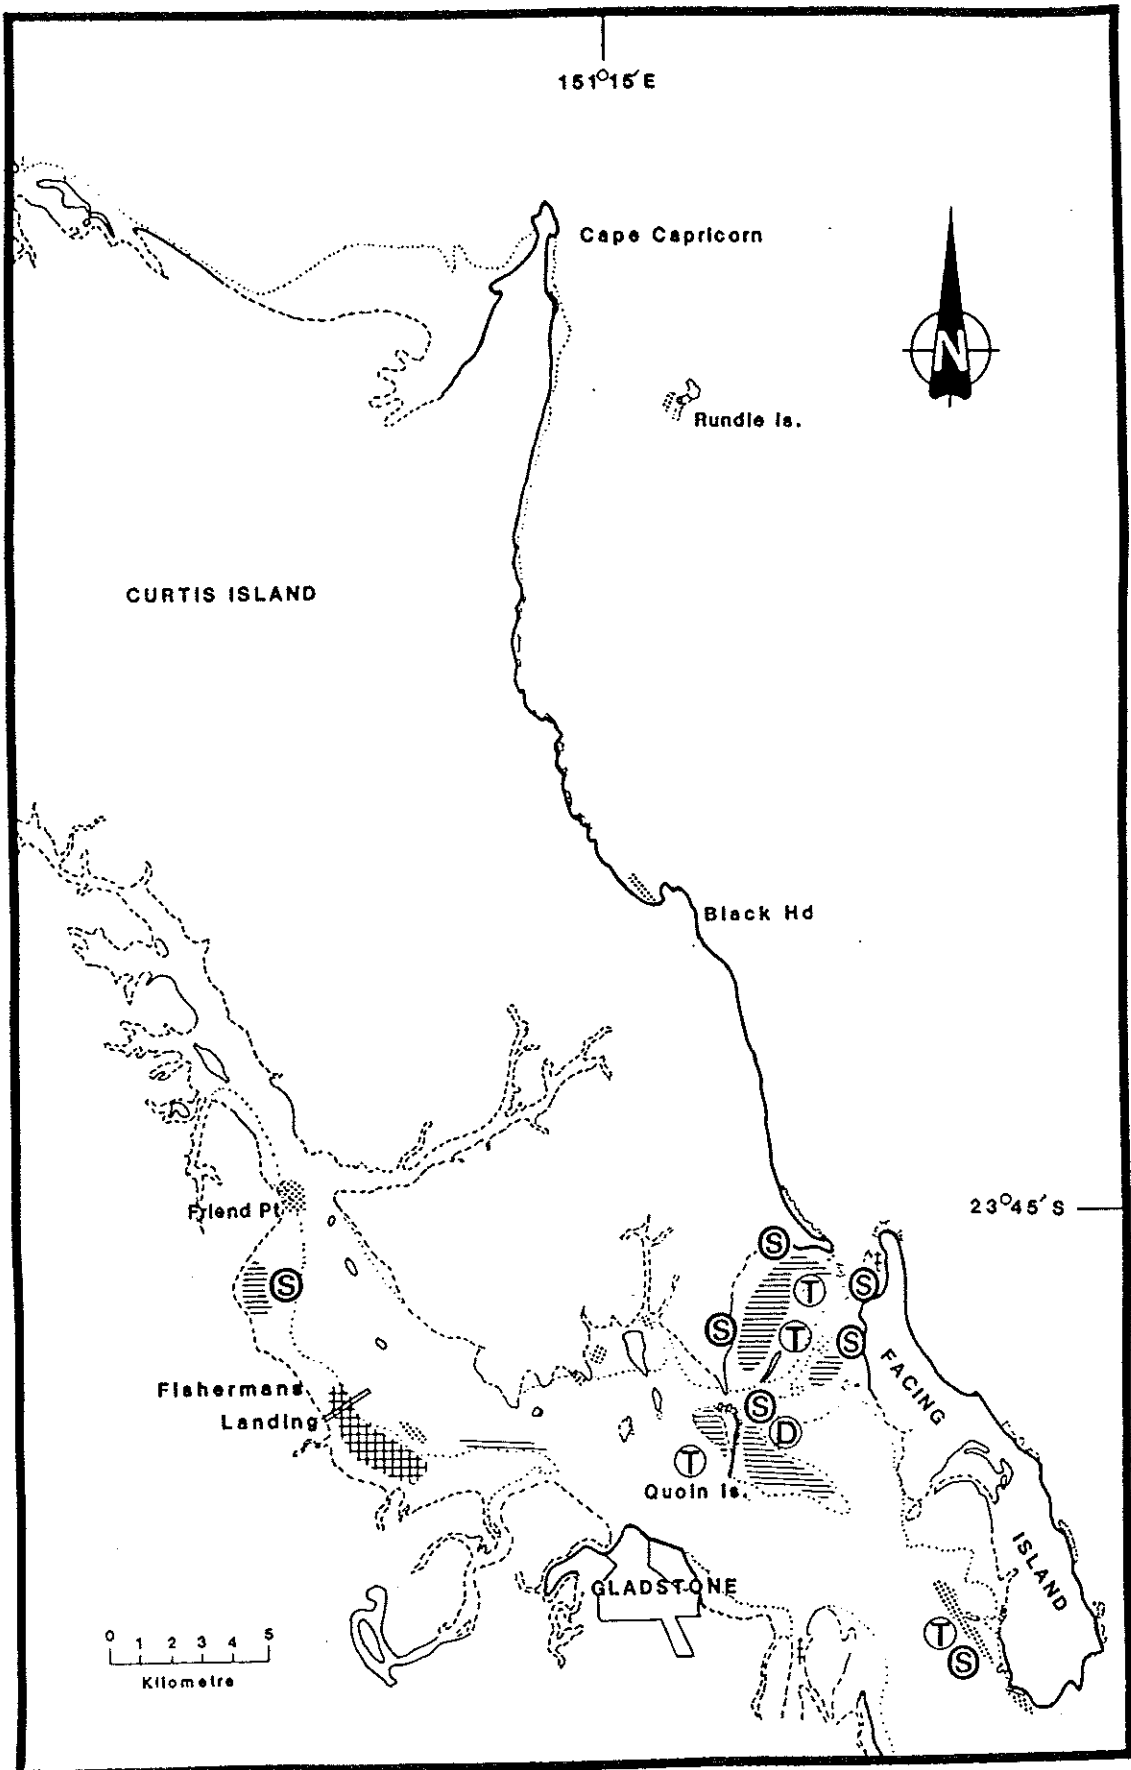 151°15′E
Cape Capricorn
N
Rundle Is.
CURTIS ISLAND
Black Hd
23°45′S
Friend Pt
S
S
T
S
S
T
S
FACING
Fishermans
Landing
S
D
T
Quoin Is.
ISLAND
GLADSTONE
T
S
0 1 2 3 4 5
Kilometre